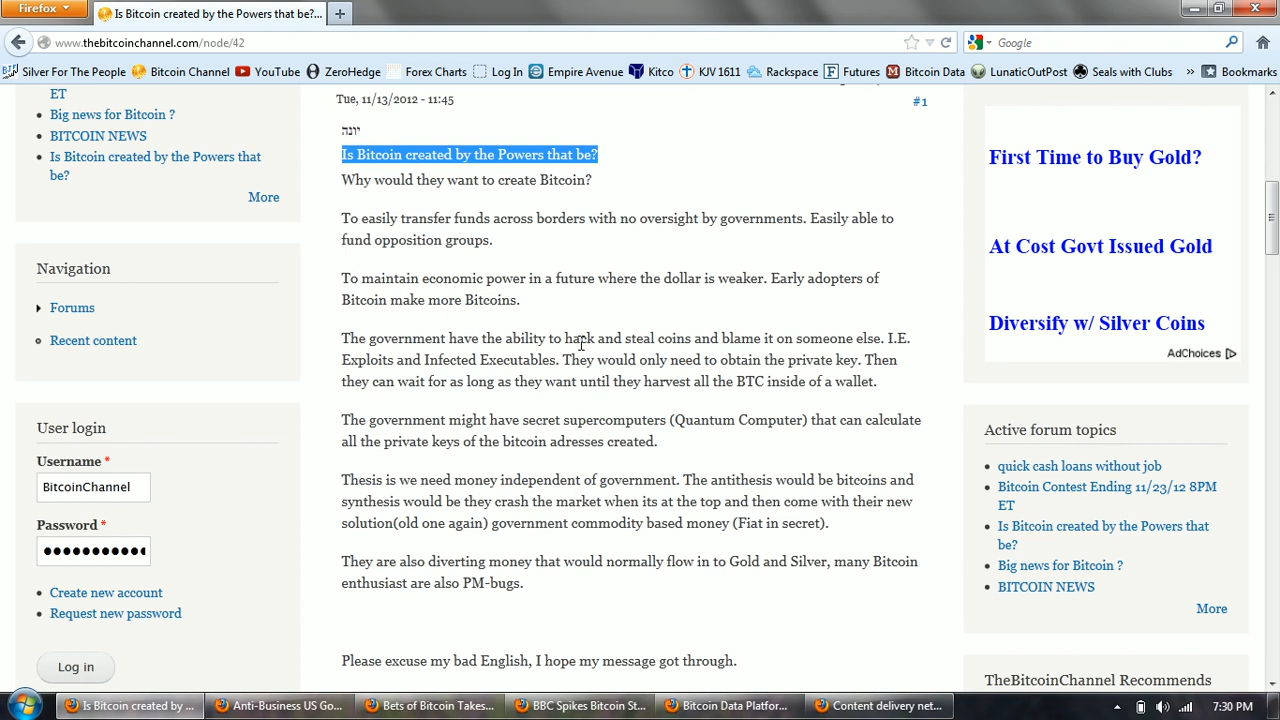 Firefox
Is Bitcoin created by the Powers that be?...
www.thebitcoinchannel.com/node/42
Google
Silver For The People
Bitcoin Channel
YouTube
ZeroHedge
Forex Charts
Log In
Empire Avenue
Kitco
KJV 1611
Rackspace
Futures
Bitcoin Data
LunaticOutPost
Seals with Clubs
»
Bookmarks
ET
Big news for Bitcoin ?
BITCOIN NEWS
Is Bitcoin created by the Powers that
be?
More
Navigation
Forums
Recent content
User login
Username *
BitcoinChannel
Password *
Create new account
Request new password
Log in
Tue, 11/13/2012 - 11:45
#1
יונה
Is Bitcoin created by the Powers that be?
Why would they want to create Bitcoin?
To easily transfer funds across borders with no oversight by governments. Easily able to
fund opposition groups.
To maintain economic power in a future where the dollar is weaker. Early adopters of
Bitcoin make more Bitcoins.
The government have the ability to hack and steal coins and blame it on someone else. I.E.
Exploits and Infected Executables. They would only need to obtain the private key. Then
they can wait for as long as they want until they harvest all the BTC inside of a wallet.
The government might have secret supercomputers (Quantum Computer) that can calculate
all the private keys of the bitcoin adresses created.
Thesis is we need money independent of government. The antithesis would be bitcoins and
synthesis would be they crash the market when its at the top and then come with their new
solution(old one again) government commodity based money (Fiat in secret).
They are also diverting money that would normally flow in to Gold and Silver, many Bitcoin
enthusiast are also PM-bugs.
Please excuse my bad English, I hope my message got through.
First Time to Buy Gold?
At Cost Govt Issued Gold
Diversify w/ Silver Coins
AdChoices
Active forum topics
quick cash loans without job
Bitcoin Contest Ending 11/23/12 8PM
ET
Is Bitcoin created by the Powers that
be?
Big news for Bitcoin ?
BITCOIN NEWS
More
TheBitcoinChannel Recommends
Is Bitcoin created by ...
Anti-Business US Go...
Bets of Bitcoin Takes...
BBC Spikes Bitcoin St...
Bitcoin Data Platfor...
Content delivery net...
7:30 PM